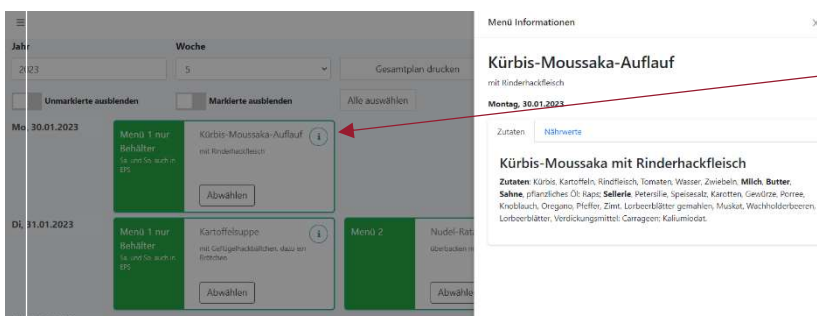 Jahr
Woche
2023
5
Gesamtplan drucken
Unmarkierte ausblenden
Markierte ausblenden
Alle auswählen
Mo, 30.01.2023
Menü 1 nur
Behälter
Sa. und So. auch in
EPS
Kürbis-Moussaka-Auflauf
i
mit Rinderhackfleisch
Abwählen
Di, 31.01.2023
Menü 1 nur
Behälter
Sa. und So. auch in
EPS
Kartoffelsuppe
i
mit Geflügelhackbällchen, dazu ein
Brötchen
Abwählen
Menü 2
Nudel-Rata
überbacken m
Abwähle
Menü Informationen
Kürbis-Moussaka-Auflauf
mit Rinderhackfleisch
Montag, 30.01.2023
Zutaten
Nährwerte
Kürbis-Moussaka mit Rinderhackfleisch
Zutaten: Kürbis, Kartoffeln, Rindfleisch, Tomaten, Wasser, Zwiebeln, Milch, Butter,
Sahne, pflanzliches Öl: Raps; Sellerie, Petersilie, Speisesalz, Karotten, Gewürze, Porree,
Knoblauch, Oregano, Pfeffer, Zimt, Lorbeerblätter gemahlen, Muskat, Wachholderbeeren,
Lorbeerblätter, Verdickungsmittel: Carrageen; Kaliumiodat.